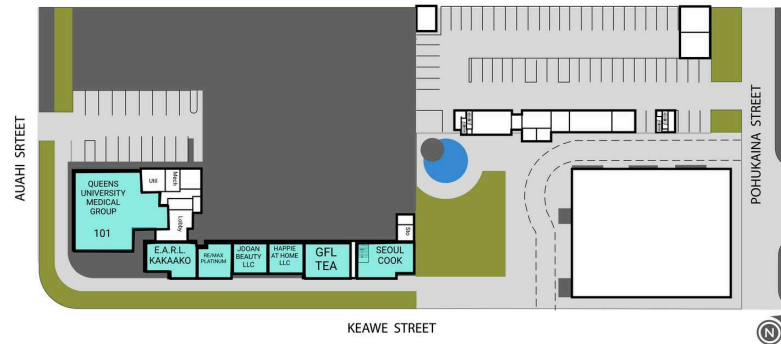 AUAHI SRTEET
QUEENS
UNIVERSITY
MEDICAL
GROUP
101
Util
Mech
Lobby
E.A.R.L.
KAKAAKO
RE/MAX
PLATINUM
JDOAN
BEAUTY
LLC
HAPPIE
AT HOME
LLC
GFL
TEA
SEOUL
COOK
Sto
POHUKAINA STREET
KEAWE STREET
N